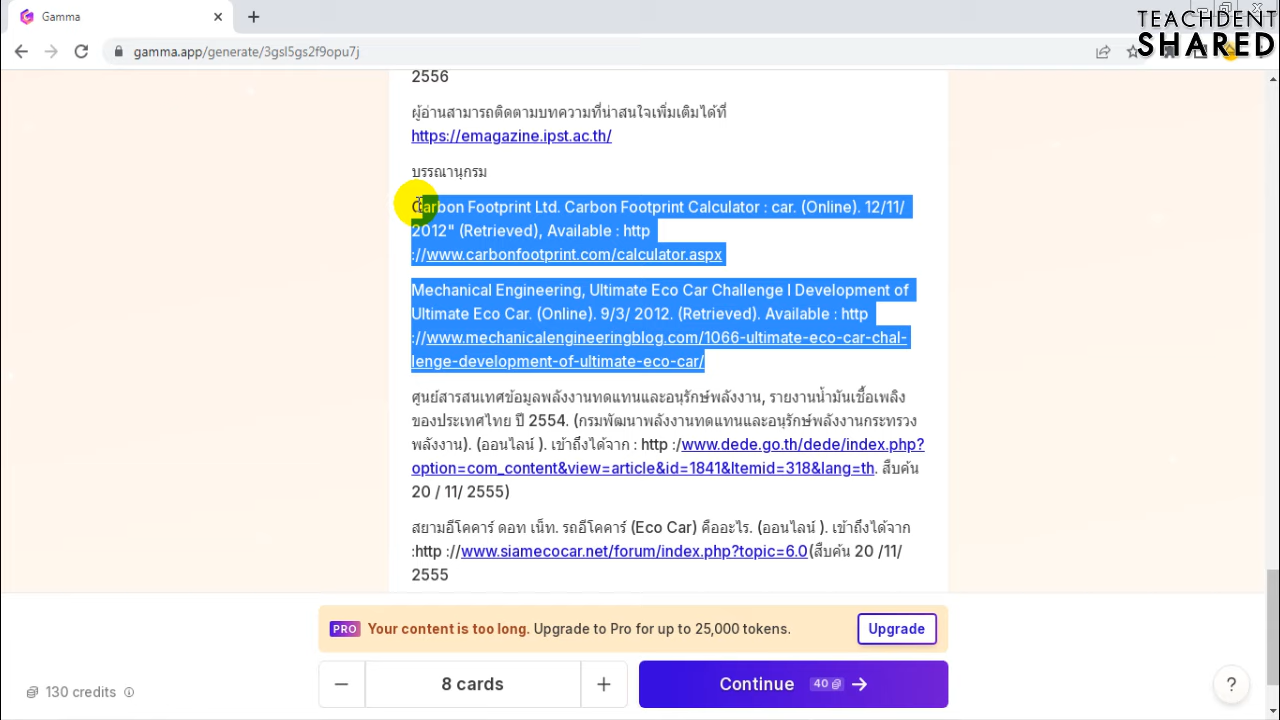 Gamma
TEACHDENT
SHARED
gamma.app/generate/3gsl5gs2f9opu7j
2556
ผู้อ่านสามารถติดตามบทความที่น่าสนใจเพิ่มเติมได้ที่
https://emagazine.ipst.ac.th/
บรรณานุกรม
Carbon Footprint Ltd. Carbon Footprint Calculator : car. (Online). 12/11/
2012" (Retrieved), Available : http
://www.carbonfootprint.com/calculator.aspx
Mechanical Engineering, Ultimate Eco Car Challenge I Development of
Ultimate Eco Car. (Online). 9/3/ 2012. (Retrieved). Available : http
://www.mechanicalengineeringblog.com/1066-ultimate-eco-car-chal-
lenge-development-of-ultimate-eco-car/
ศูนย์สารสนเทศข้อมูลพลังงานทดแทนและอนุรักษ์พลังงาน, รายงานน้ำมันเชื้อเพลิง
ของประเทศไทย ปี 2554. (กรมพัฒนาพลังงานทดแทนและอนุรักษ์พลังงานกระทรวง
พลังงาน). (ออนไลน์ ). เข้าถึงได้จาก : http :/www.dede.go.th/dede/index.php?
option=com_content&view=article&id=1841&Itemid=318&lang=th. สืบค้น
20 / 11/ 2555)
สยามอีโคคาร์ ดอท เน็ท. รถอีโคคาร์ (Eco Car) คืออะไร. (ออนไลน์ ). เข้าถึงได้จาก
:http ://www.siamecocar.net/forum/index.php?topic=6.0(สืบค้น 20 /11/
2555
PRO Your content is too long. Upgrade to Pro for up to 25,000 tokens. Upgrade
130 credits
8 cards
Continue 40
?